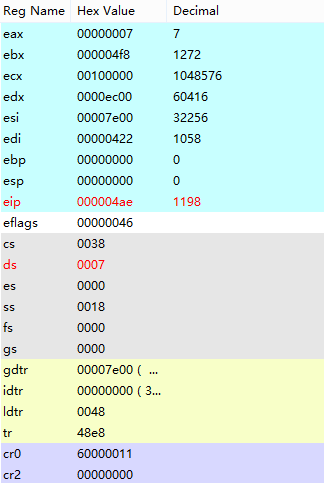 Reg Name Hex Value Decimal
eax 00000007 7
ebx 000004f8 1272
ecx 00100000 1048576
edx 0000ec00 60416
esi 00007e00 32256
edi 00000422 1058
ebp 00000000 0
esp 00000000 0
eip 000004ae 1198
eflags 00000046
cs 0038
ds 0007
es 0000
ss 0018
fs 0000
gs 0000
gdtr 00007e00 ( ...
idtr 00000000 ( 3...
ldtr 0048
tr 48e8
cr0 60000011
cr2 00000000